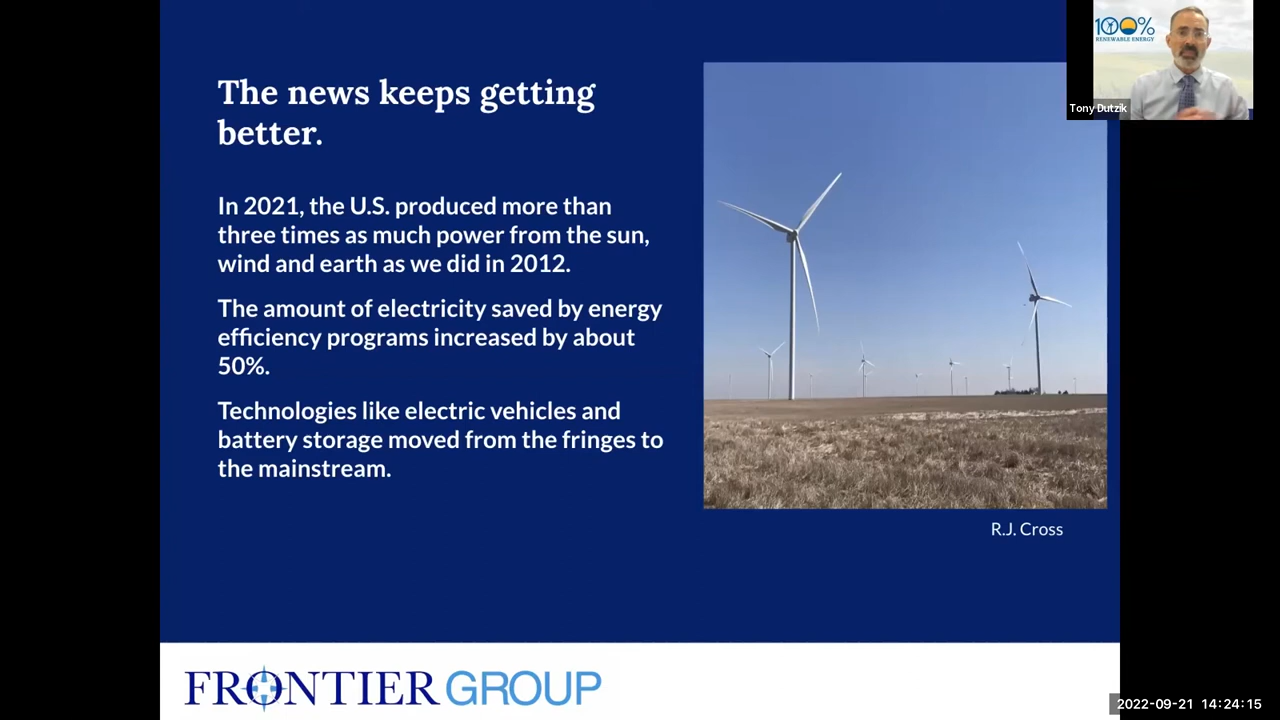 The news keeps getting
better.
In 2021, the U.S. produced more than
three times as much power from the sun,
wind and earth as we did in 2012.
The amount of electricity saved by energy
efficiency programs increased by about
50%.
Technologies like electric vehicles and
battery storage moved from the fringes to
the mainstream.
100%
RENEWABLE ENERGY
Tony Dutzik
R.J. Cross
FRONTIER GROUP
2022-09-21 14:24:15